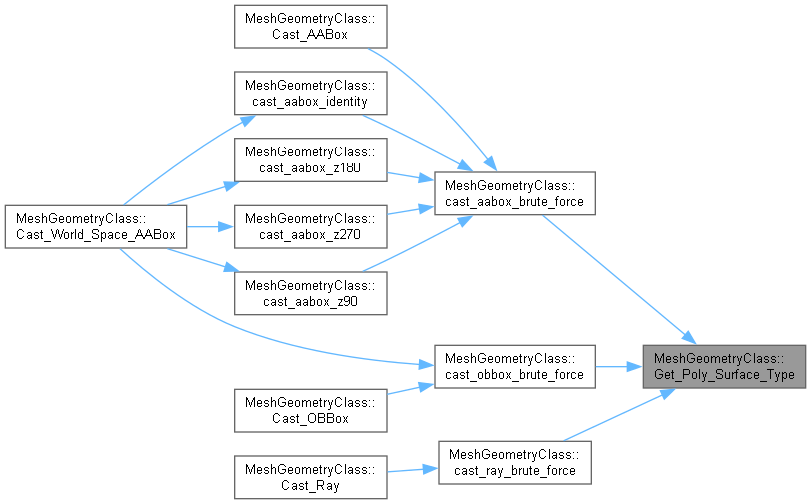 MeshGeometryClass::
Cast_AABox
MeshGeometryClass::
cast_aabox_identity
MeshGeometryClass::
cast_aabox_z180
MeshGeometryClass::
cast_aabox_brute_force
MeshGeometryClass::
Cast_World_Space_AABox
MeshGeometryClass::
cast_aabox_z270
MeshGeometryClass::
cast_aabox_z90
MeshGeometryClass::
cast_obbox_brute_force
MeshGeometryClass::
Get_Poly_Surface_Type
MeshGeometryClass::
Cast_OBBox
MeshGeometryClass::
cast_ray_brute_force
MeshGeometryClass::
Cast_Ray